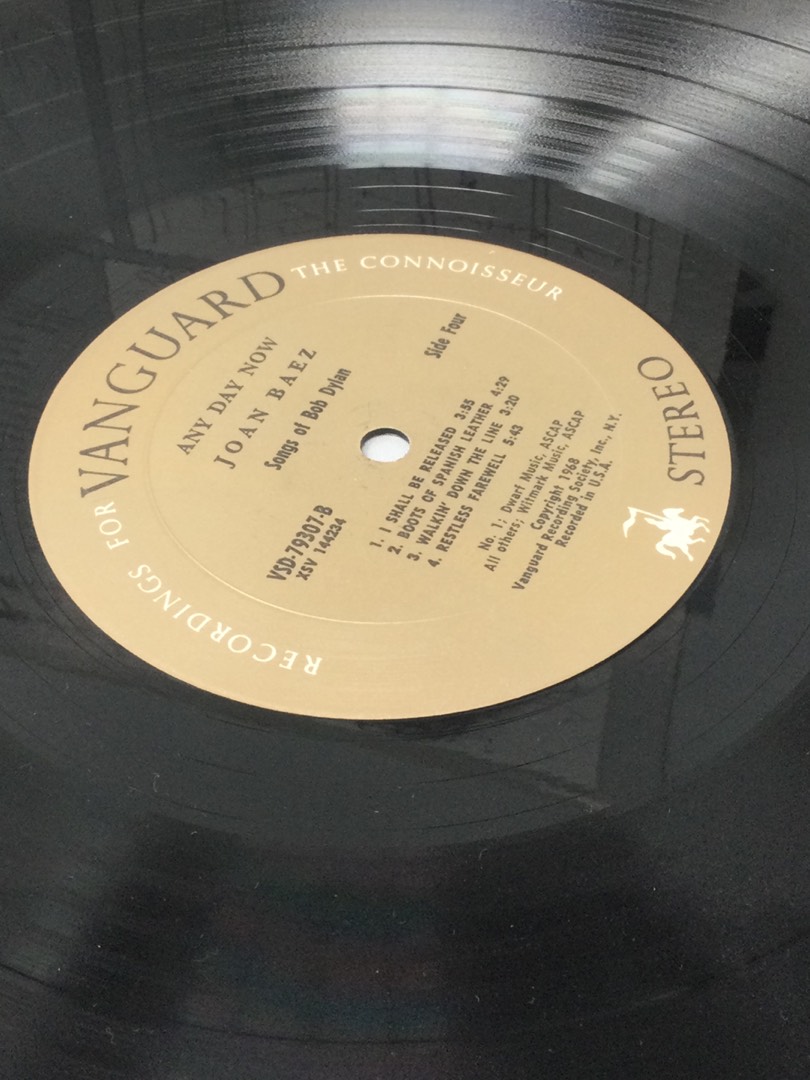 RECORDINGS FOR VANGUARD THE CONNOISSEUR
ANY DAY NOW
JOAN BAEZ
Songs of Bob Dylan
VSD·79307-B
XSV 144234
Side Four
1. I SHALL BE RELEASED 3:55
2. BOOTS OF SPANISH LEATHER 4:29
3. WALKIN' DOWN THE LINE 3:20
4. RESTLESS FAREWELL 5:43
No. 1; Dwarf Music, ASCAP
All others; Witmark Music, ASCAP
Copyright 1968
Vanguard Recording Society, Inc., N.Y.
Recorded in U.S.A.
STEREO